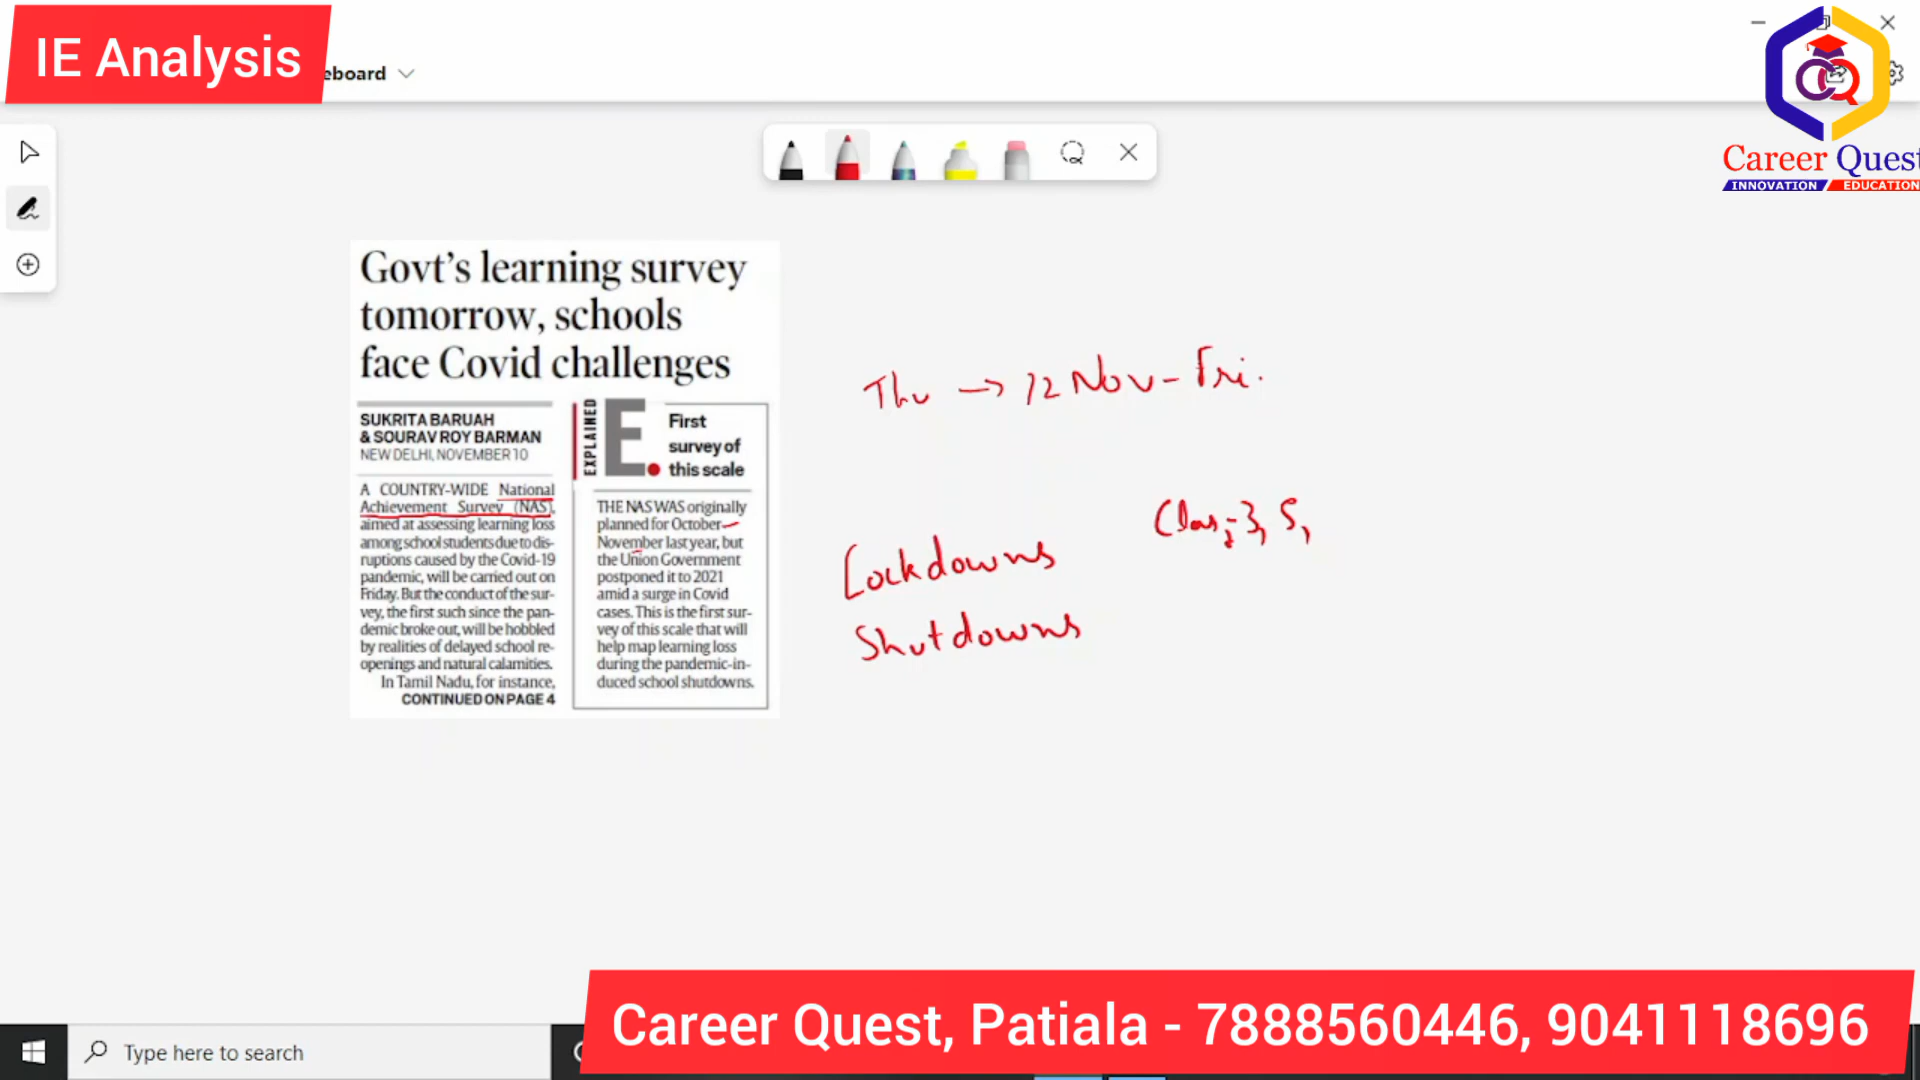 IE Analysis
eboard
Career Quest
INNOVATION EDUCATION
Govt's learning survey
tomorrow, schools
face Covid challenges
SUKRITA BARUAH
& SOURAV ROY BARMAN
NEW DELHI, NOVEMBER 10
A COUNTRY-WIDE National
Achievement Survey (NAS),
aimed at assessing learning loss
among school students due to dis-
ruptions caused by the Covid-19
pandemic, will be carried out on
Friday. But the conduct of the sur-
vey, the first such since the pan-
demic broke out, will be hobbled
by realities of delayed school re-
openings and natural calamities.
In Tamil Nadu, for instance,
CONTINUED ON PAGE 4
EXPLAINED
E.
First
survey of
this scale
THE NAS WAS originally
planned for October-
November last year, but
the Union Government
postponed it to 2021
amid a surge in Covid
cases. This is the first sur-
vey of this scale that will
help map learning loss
during the pandemic-in-
duced school shutdowns.
Thu → 12 Nov - Fri.
Class - 3, 5,
Lockdowns
Shutdowns
Type here to search
Career Quest, Patiala - 7888560446, 9041118696